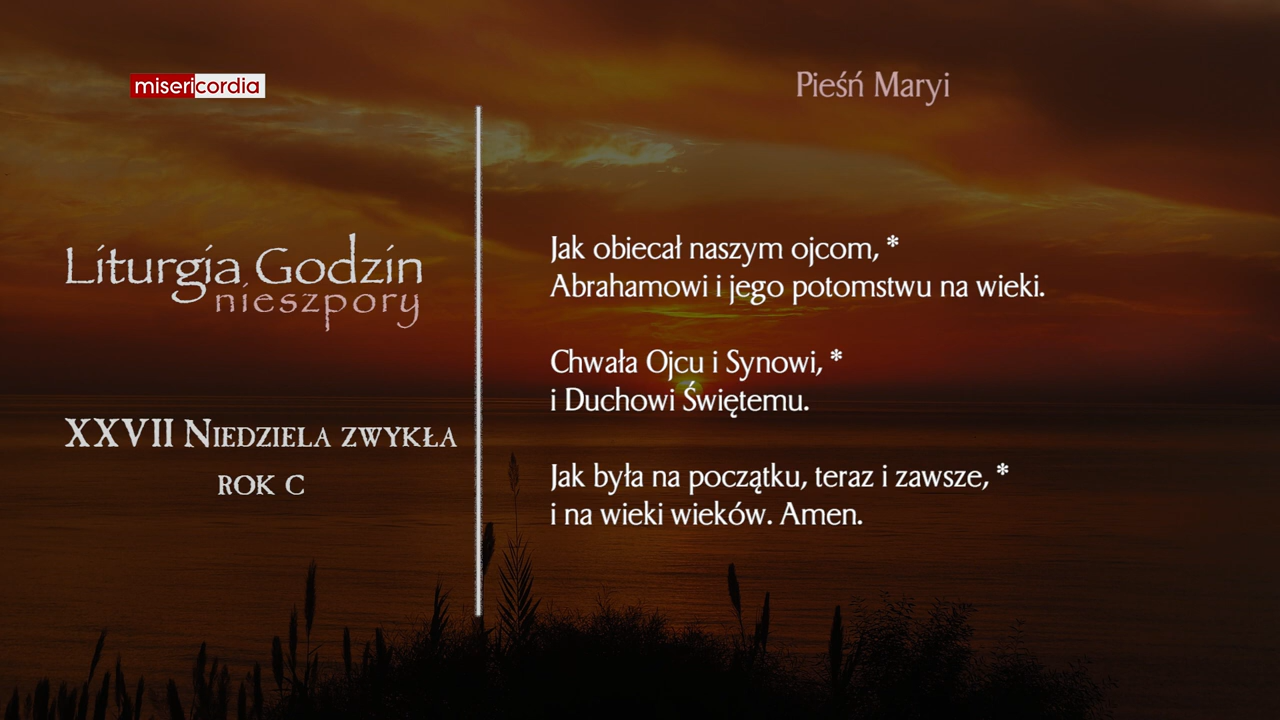 misericordia
Pieśń Maryi
Liturgia Godzin
nieszpory
XXVII Niedziela zwykła
rok C
Jak obiecał naszym ojcom, *
Abrahamowi i jego potomstwu na wieki.
Chwała Ojcu i Synowi, *
i Duchowi Świętemu.
Jak była na początku, teraz i zawsze, *
i na wieki wieków. Amen.